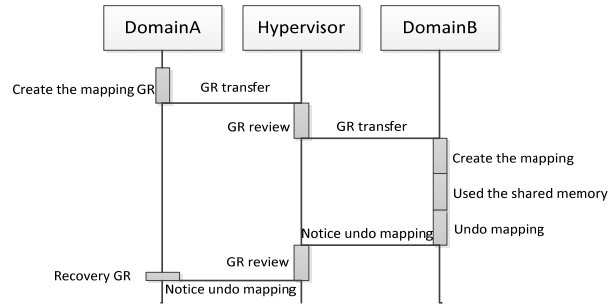 DomainA
Hypervisor
DomainB
Create the mapping GR
GR transfer
GR review
GR transfer
Create the mapping
Used the shared memory
Undo mapping
Notice undo mapping
GR review
Recovery GR
Notice undo mapping